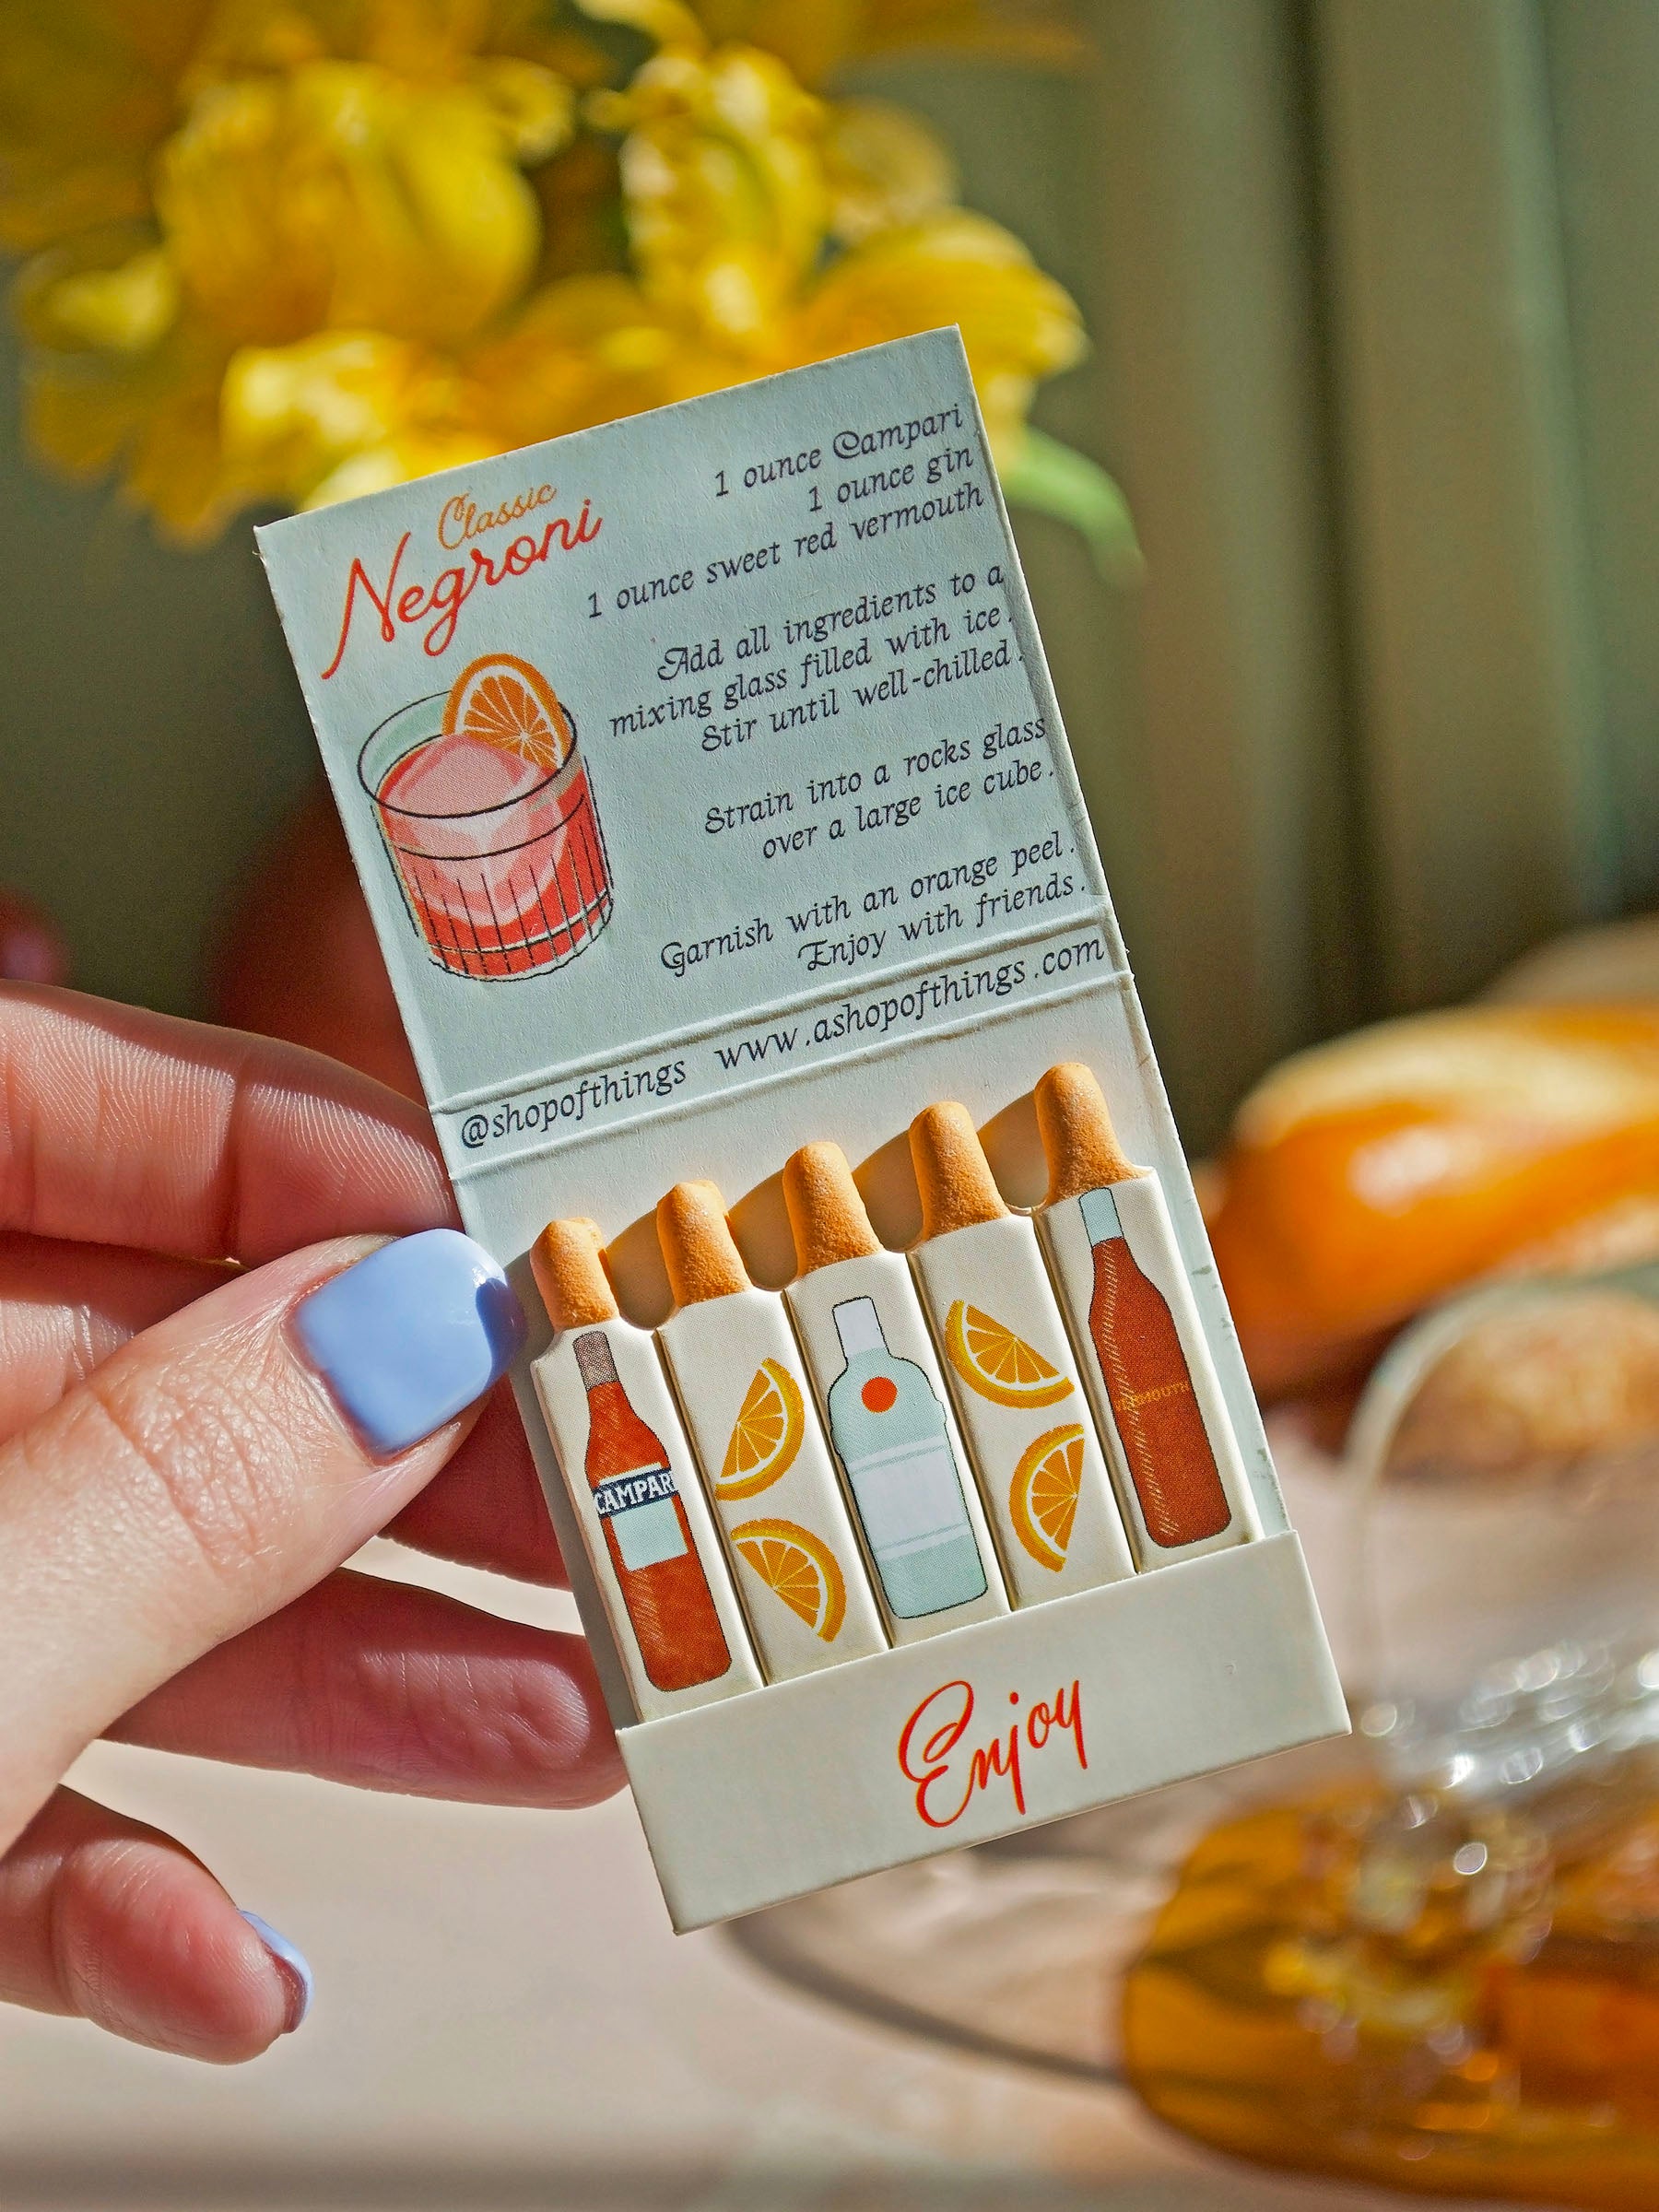 Classic
Negroni
1 ounce Campari
1 ounce gin
1 ounce sweet red vermouth
Add all ingredients to a
mixing glass filled with ice.
Stir until well-chilled.
Strain into a rocks glass
over a large ice cube.
Garnish with an orange peel.
Enjoy with friends.
@shopofthings www.ashopofthings.com
CAMPARI
VERMOUTH
Enjoy